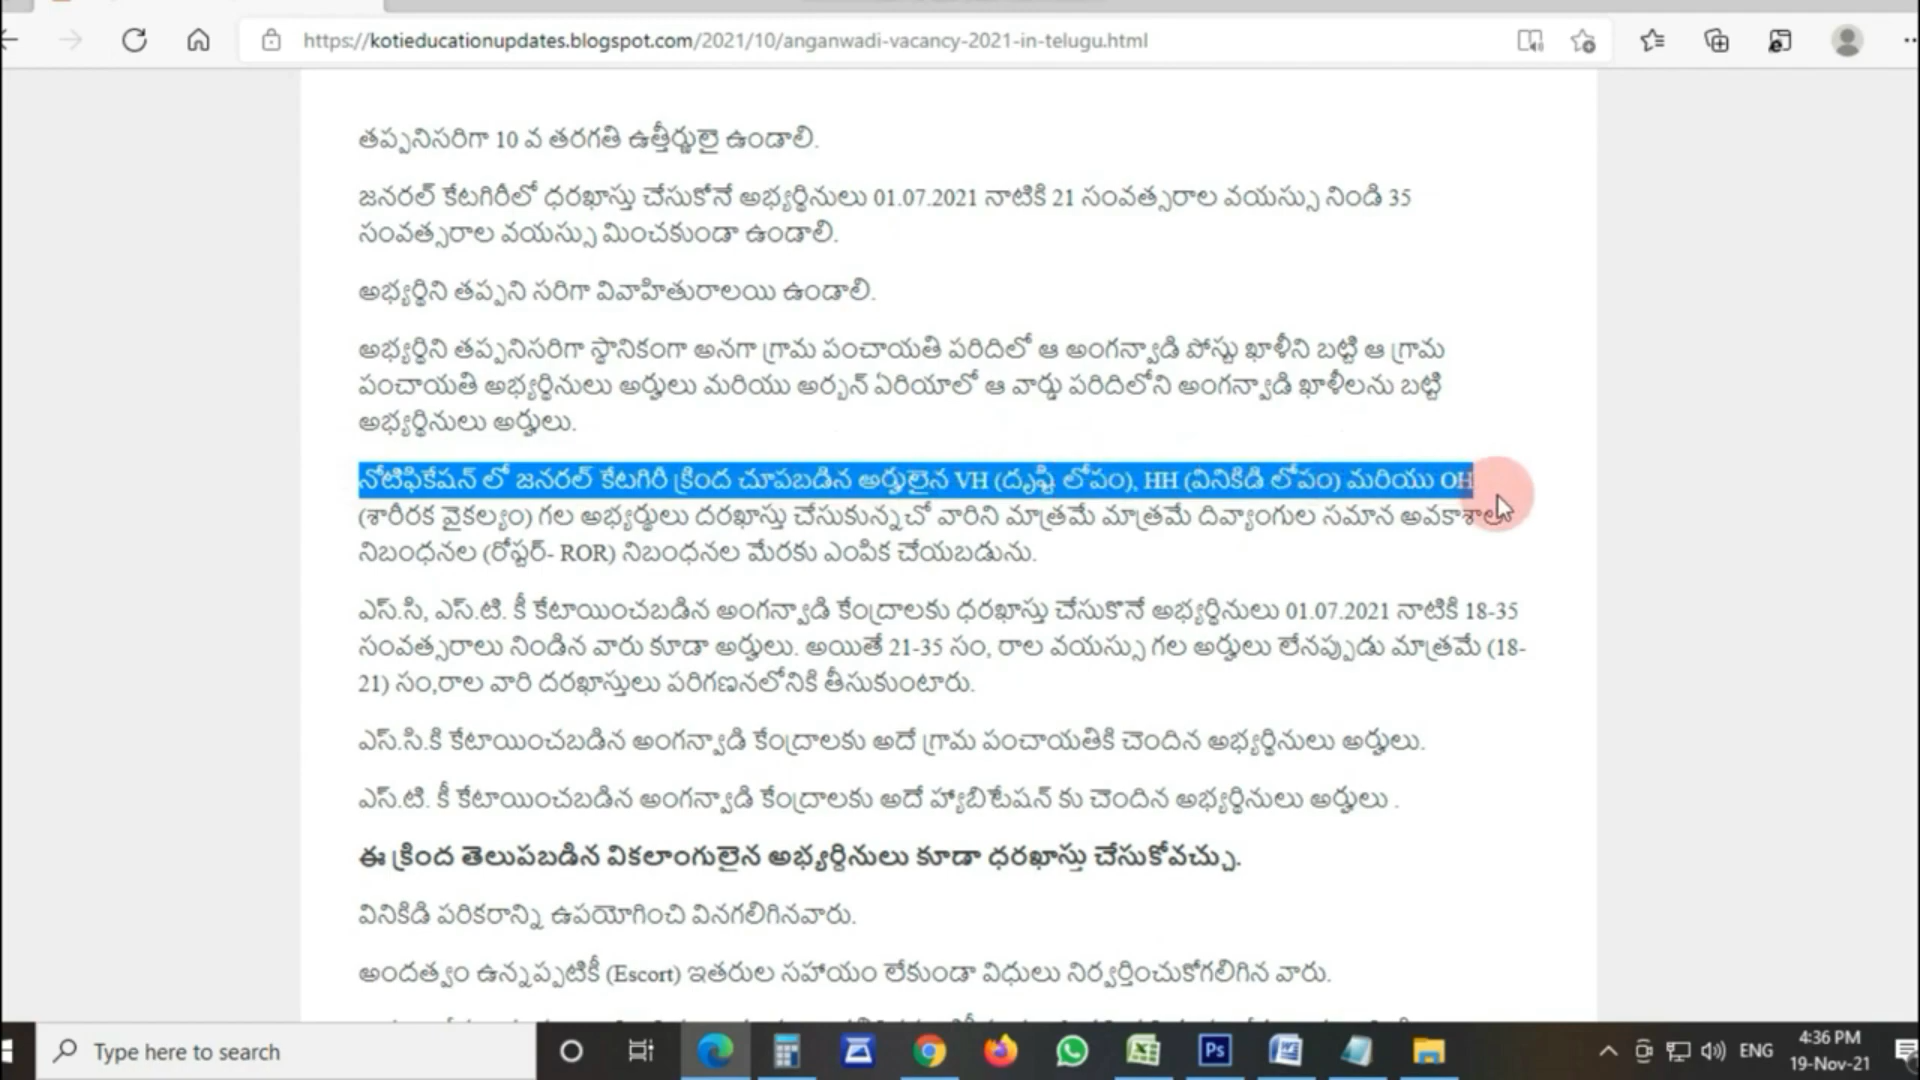 https://kotieducationupdates.blogspot.com/2021/10/anganwadi-vacancy-2021-in-telugu.html
తప్పనిసరిగా 10 వ తరగతి ఉత్తీర్ణులై ఉండాలి.
జనరల్ కేటగిరీలో ధరఖాస్తు చేసుకోనే అభ్యర్థినులు 01.07.2021 నాటికి 21 సంవత్సరాల వయస్సు నిండి 35
సంవత్సరాల వయస్సు మించకుండా ఉండాలి.
అభ్యర్థిని తప్పని సరిగా వివాహితురాలయి ఉండాలి.
అభ్యర్థిని తప్పనిసరిగా స్థానికంగా అనగా గ్రామ పంచాయతి పరిదిలో ఆ అంగన్వాడి పోస్టు ఖాళీని బట్టి ఆ గ్రామ
పంచాయతి అభ్యర్థినులు అర్హులు మరియు అర్బన్ ఏరియాలో ఆ వార్డు పరిదిలోని అంగన్వాడి ఖాళీలను బట్టి
అభ్యర్థినులు అర్హులు.
నోటిఫికేషన్ లో జనరల్ కేటగిరీ క్రింద చూపబడిన అర్హులైన VH (దృష్టి లోపం), HH (వినికిడి లోపం) మరియు OH
(శారీరక వైకల్యం) గల అభ్యర్థులు దరఖాస్తు చేసుకున్నచో వారిని మాత్రమే మాత్రమే దివ్యాంగుల సమాన అవకాశాల
నిబంధనల (రోష్టర్- ROR) నిబంధనల మేరకు ఎంపిక చేయబడును.
ఎస్.సి, ఎస్.టి. కీ కేటాయించబడిన అంగన్వాడి కేంద్రాలకు ధరఖాస్తు చేసుకొనే అభ్యర్థినులు 01.07.2021 నాటికి 18-35
సంవత్సరాలు నిండిన వారు కూడా అర్హులు. అయితే 21-35 సం, రాల వయస్సు గల అర్హులు లేనప్పుడు మాత్రమే (18-
21) సం,రాల వారి దరఖాస్తులు పరిగణనలోనికి తీసుకుంటారు.
ఎస్.సి.కి కేటాయించబడిన అంగన్వాడి కేంద్రాలకు అదే గ్రామ పంచాయతికి చెందిన అభ్యర్థినులు అర్హులు.
ఎస్.టి. కీ కేటాయించబడిన అంగన్వాడి కేంద్రాలకు అదే హ్యాబిటేషన్ కు చెందిన అభ్యర్థినులు అర్హులు .
ఈ క్రింద తెలుపబడిన వికలాంగులైన అభ్యర్దినులు కూడా ధరఖాస్తు చేసుకోవచ్చు.
వినికిడి పరికరాన్ని ఉపయోగించి వినగలిగినవారు.
అందత్వం ఉన్నప్పటికీ (Escort) ఇతరుల సహాయం లేకుండా విధులు నిర్వర్తించుకోగలిగిన వారు.
Type here to search
Ps
ENG
4:36 PM
19-Nov-21